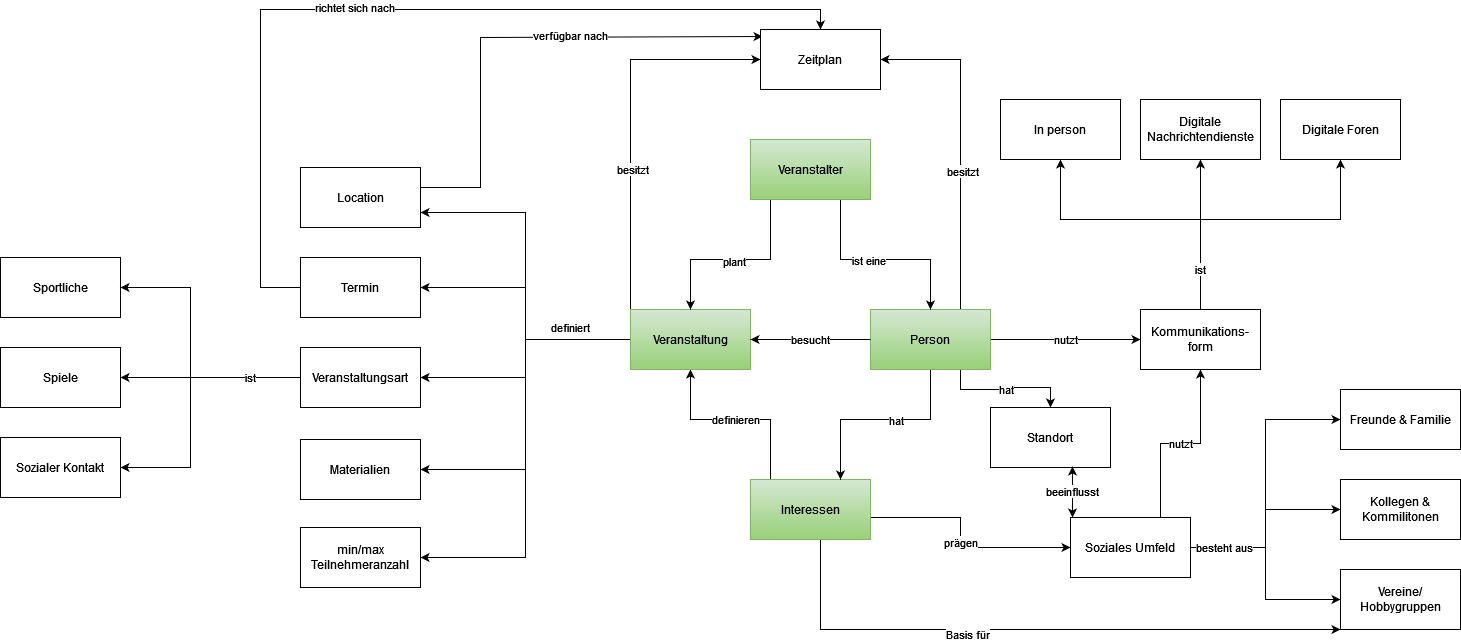 richtet sich nach
verfügbar nach
Zeitplan
In person
Digitale
Nachrichtendienste
Digitale Foren
Veranstalter
besitzt
besitzt
Location
plant
ist eine
ist
Sportliche
Termin
definiert
Veranstaltung
besucht
Person
nutzt
Kommunikations-
form
Spiele
ist
Veranstaltungsart
hat
definieren
hat
Freunde & Familie
Standort
nutzt
Sozialer Kontakt
Materialien
beeinflusst
Interessen
Kollegen &
Kommilitonen
prägen
Soziales Umfeld
besteht aus
min/max
Teilnehmeranzahl
Vereine/
Hobbygruppen
Basis für